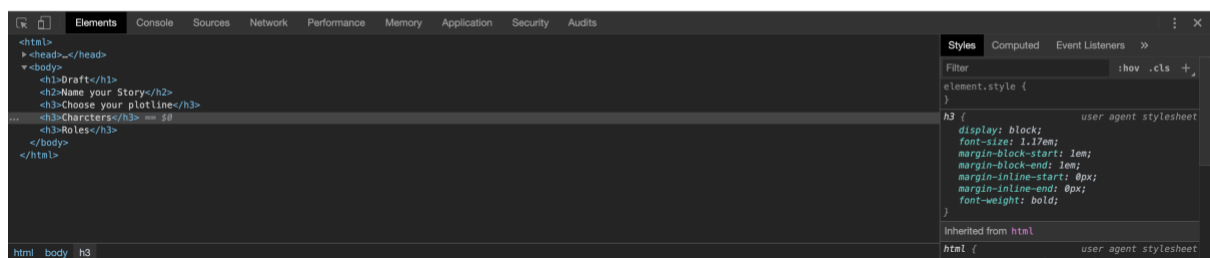 Elements Console Sources Network Performance Memory Application Security Audits
<html>
<head>…</head>
<body>
<h1>Draft</h1>
<h2>Name your Story</h2>
<h3>Choose your plotline</h3>
... <h3>Charcters</h3> == $0
<h3>Roles</h3>
</body>
</html>
html body h3
Styles Computed Event Listeners »
Filter :hov .cls +
element.style {
}
h3 { user agent stylesheet
display: block;
font-size: 1.17em;
margin-block-start: 1em;
margin-block-end: 1em;
margin-inline-start: 0px;
margin-inline-end: 0px;
font-weight: bold;
}
Inherited from html
html { user agent stylesheet